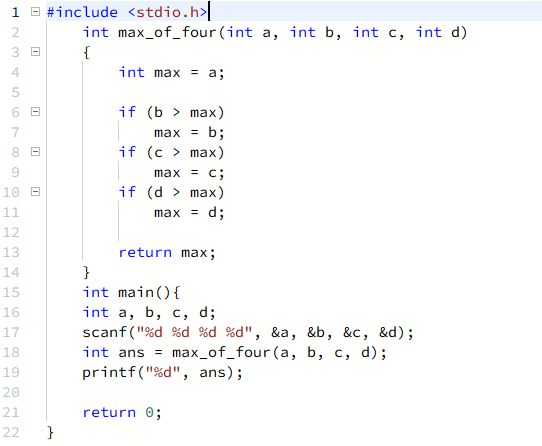 1 #include <stdio.h>
2 int max_of_four(int a, int b, int c, int d)
3 {
4 int max = a;
5
6 if (b > max)
7 max = b;
8 if (c > max)
9 max = c;
10 if (d > max)
11 max = d;
12
13 return max;
14 }
15 int main(){
16 int a, b, c, d;
17 scanf("%d %d %d %d", &a, &b, &c, &d);
18 int ans = max_of_four(a, b, c, d);
19 printf("%d", ans);
20
21 return 0;
22 }